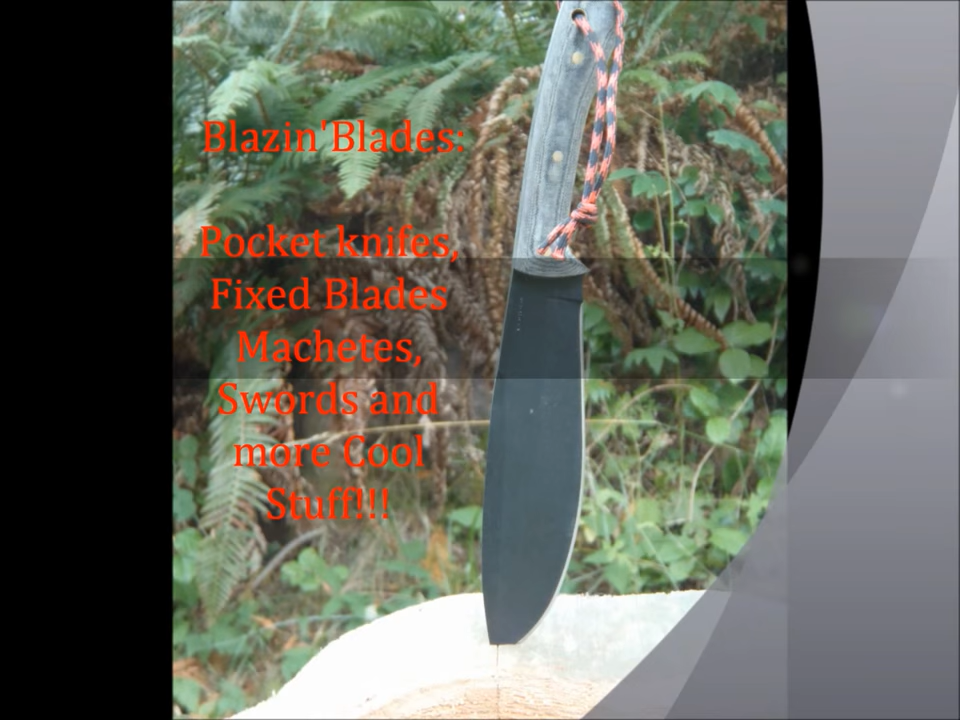 Blazin'Blades:
Pocket knifes,
Fixed Blades
Machetes,
Swords and
more Cool
Stuff!!!